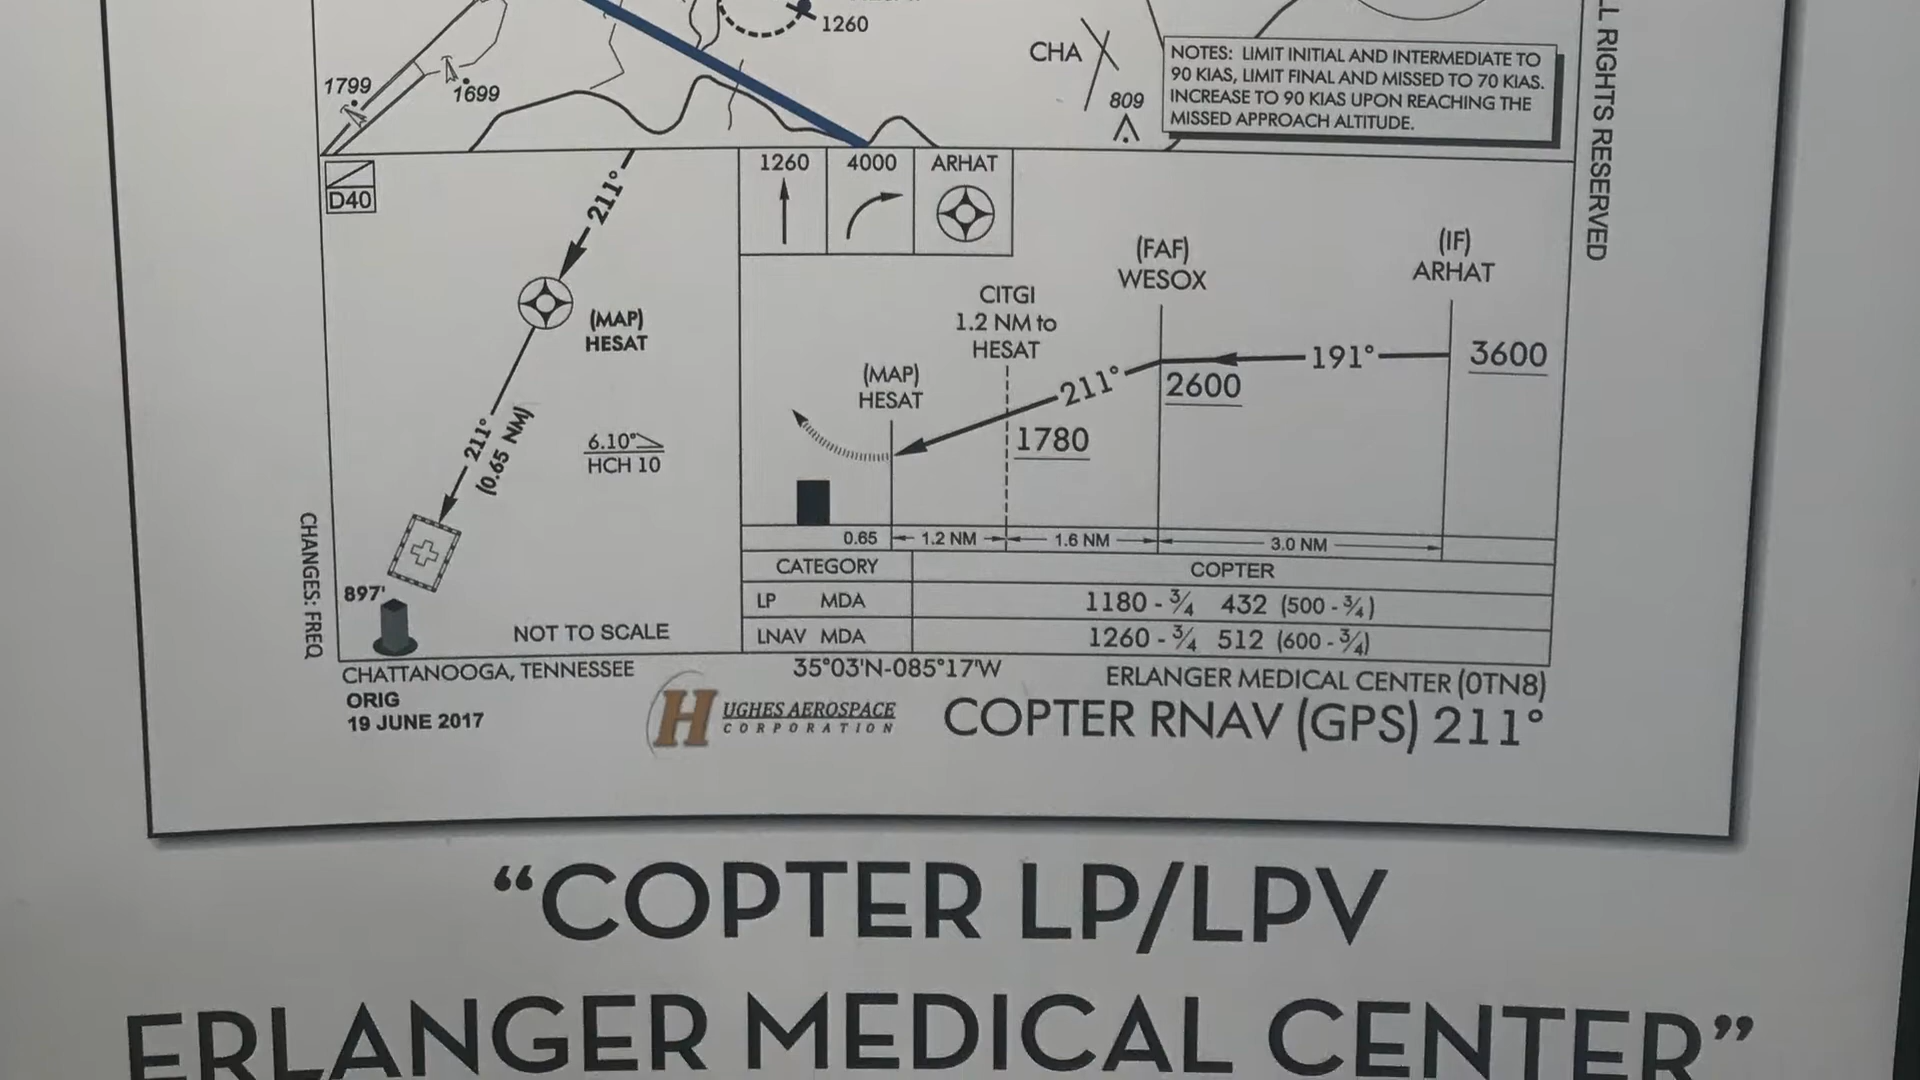 1260
CHA
1799
1699
809
NOTES: LIMIT INITIAL AND INTERMEDIATE TO
90 KIAS, LIMIT FINAL AND MISSED TO 70 KIAS.
INCREASE TO 90 KIAS UPON REACHING THE
MISSED APPROACH ALTITUDE.
RIGHTS RESERVED
D40
211°
(MAP)
HESAT
211°
(0.65 NM)
6.10°
HCH 10
897'
NOT TO SCALE
CHANGES: FREQ
1260
4000
ARHAT
(FAF)
WESOX
(IF)
ARHAT
CITGI
1.2 NM to
HESAT
(MAP)
HESAT
211°
191°
3600
2600
1780
0.65
1.2 NM
1.6 NM
3.0 NM
CATEGORY COPTER
LP MDA 1180 - ¾ 432 (500 - ¾)
LNAV MDA 1260 - ¾ 512 (600 - ¾)
CHATTANOOGA, TENNESSEE
35°03'N-085°17'W
ERLANGER MEDICAL CENTER (0TN8)
ORIG
19 JUNE 2017
HUGHES AEROSPACE
CORPORATION
COPTER RNAV (GPS) 211°
“COPTER LP/LPV
ERLANGER MEDICAL CENTER”